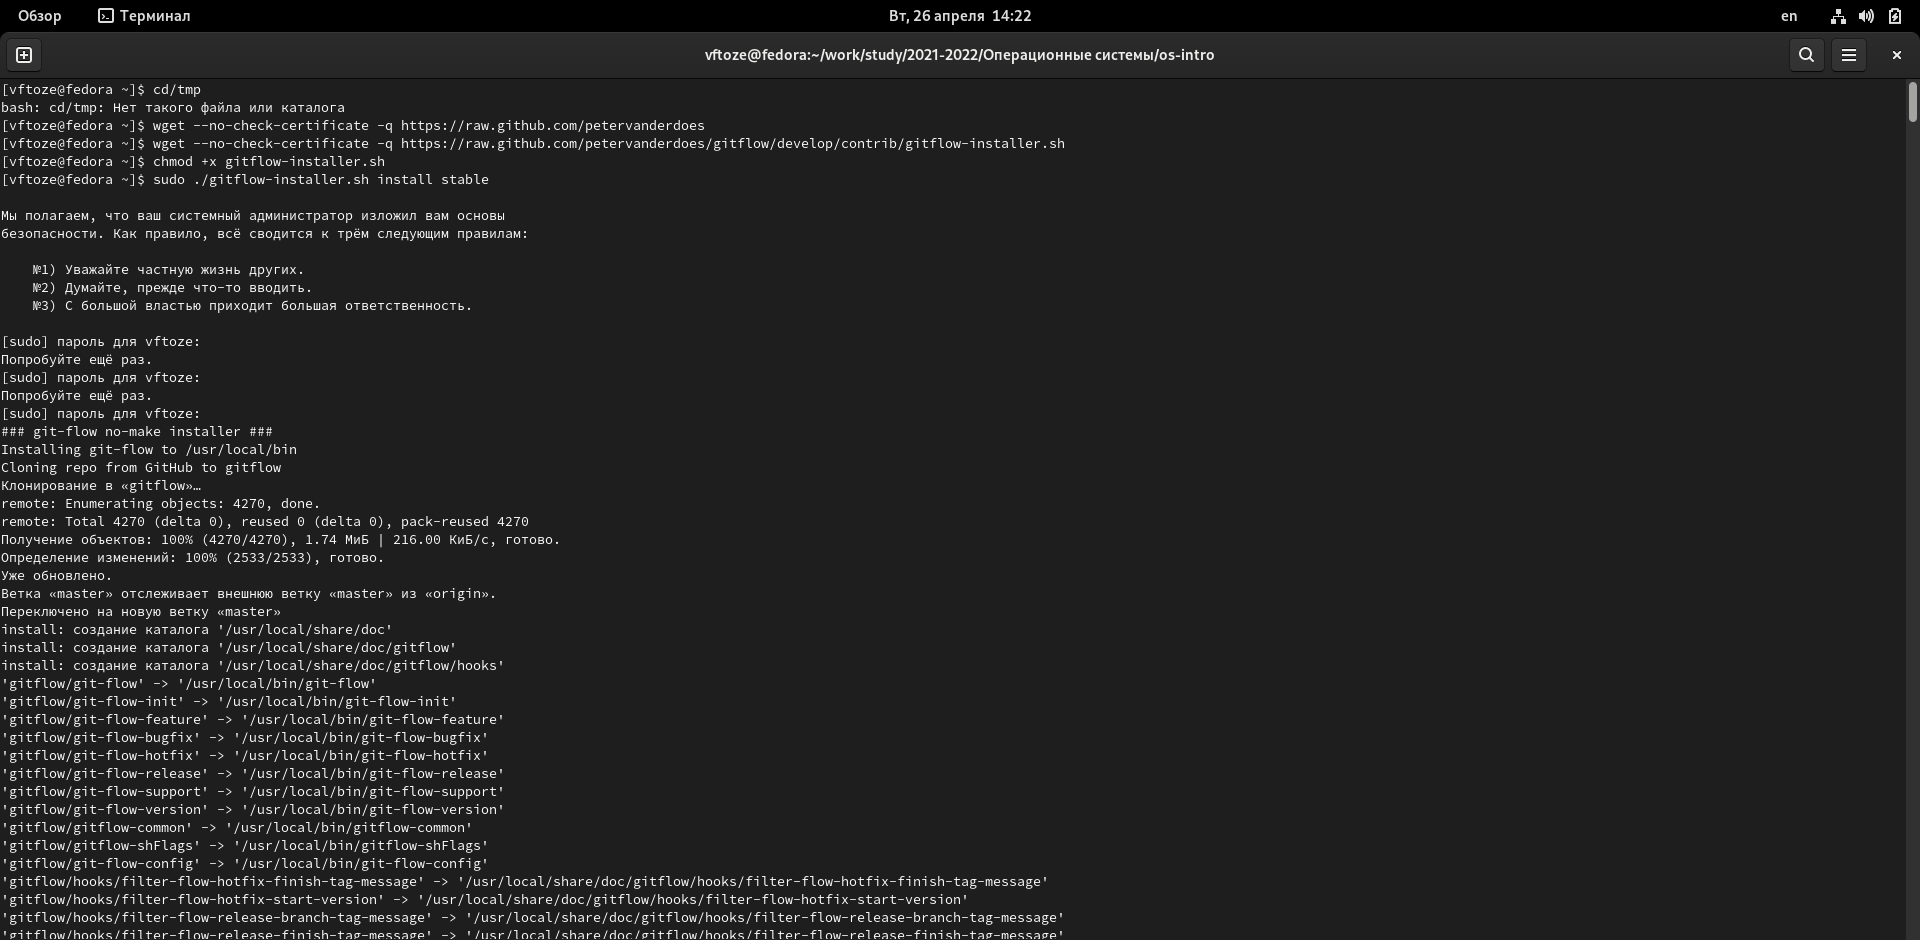 Обзор Терминал Вт, 26 апреля 14:22 en
vftoze@fedora:~/work/study/2021-2022/Операционные системы/os-intro
[vftoze@fedora ~]$ cd/tmp
bash: cd/tmp: Нет такого файла или каталога
[vftoze@fedora ~]$ wget --no-check-certificate -q https://raw.github.com/petervanderdoes
[vftoze@fedora ~]$ wget --no-check-certificate -q https://raw.github.com/petervanderdoes/gitflow/develop/contrib/gitflow-installer.sh
[vftoze@fedora ~]$ chmod +x gitflow-installer.sh
[vftoze@fedora ~]$ sudo ./gitflow-installer.sh install stable
Мы полагаем, что ваш системный администратор изложил вам основы
безопасности. Как правило, всё сводится к трём следующим правилам:
№1) Уважайте частную жизнь других.
№2) Думайте, прежде что-то вводить.
№3) С большой властью приходит большая ответственность.
[sudo] пароль для vftoze:
Попробуйте ещё раз.
[sudo] пароль для vftoze:
Попробуйте ещё раз.
[sudo] пароль для vftoze:
### git-flow no-make installer ###
Installing git-flow to /usr/local/bin
Cloning repo from GitHub to gitflow
Клонирование в «gitflow»…
remote: Enumerating objects: 4270, done.
remote: Total 4270 (delta 0), reused 0 (delta 0), pack-reused 4270
Получение объектов: 100% (4270/4270), 1.74 МиБ | 216.00 КиБ/с, готово.
Определение изменений: 100% (2533/2533), готово.
Уже обновлено.
Ветка «master» отслеживает внешнюю ветку «master» из «origin».
Переключено на новую ветку «master»
install: создание каталога '/usr/local/share/doc'
install: создание каталога '/usr/local/share/doc/gitflow'
install: создание каталога '/usr/local/share/doc/gitflow/hooks'
'gitflow/git-flow' -> '/usr/local/bin/git-flow'
'gitflow/git-flow-init' -> '/usr/local/bin/git-flow-init'
'gitflow/git-flow-feature' -> '/usr/local/bin/git-flow-feature'
'gitflow/git-flow-bugfix' -> '/usr/local/bin/git-flow-bugfix'
'gitflow/git-flow-hotfix' -> '/usr/local/bin/git-flow-hotfix'
'gitflow/git-flow-release' -> '/usr/local/bin/git-flow-release'
'gitflow/git-flow-support' -> '/usr/local/bin/git-flow-support'
'gitflow/git-flow-version' -> '/usr/local/bin/git-flow-version'
'gitflow/gitflow-common' -> '/usr/local/bin/gitflow-common'
'gitflow/gitflow-shFlags' -> '/usr/local/bin/gitflow-shFlags'
'gitflow/git-flow-config' -> '/usr/local/bin/git-flow-config'
'gitflow/hooks/filter-flow-hotfix-finish-tag-message' -> '/usr/local/share/doc/gitflow/hooks/filter-flow-hotfix-finish-tag-message'
'gitflow/hooks/filter-flow-hotfix-start-version' -> '/usr/local/share/doc/gitflow/hooks/filter-flow-hotfix-start-version'
'gitflow/hooks/filter-flow-release-branch-tag-message' -> '/usr/local/share/doc/gitflow/hooks/filter-flow-release-branch-tag-message'
'gitflow/hooks/filter-flow-release-finish-tag-message' -> '/usr/local/share/doc/gitflow/hooks/filter-flow-release-finish-tag-message'